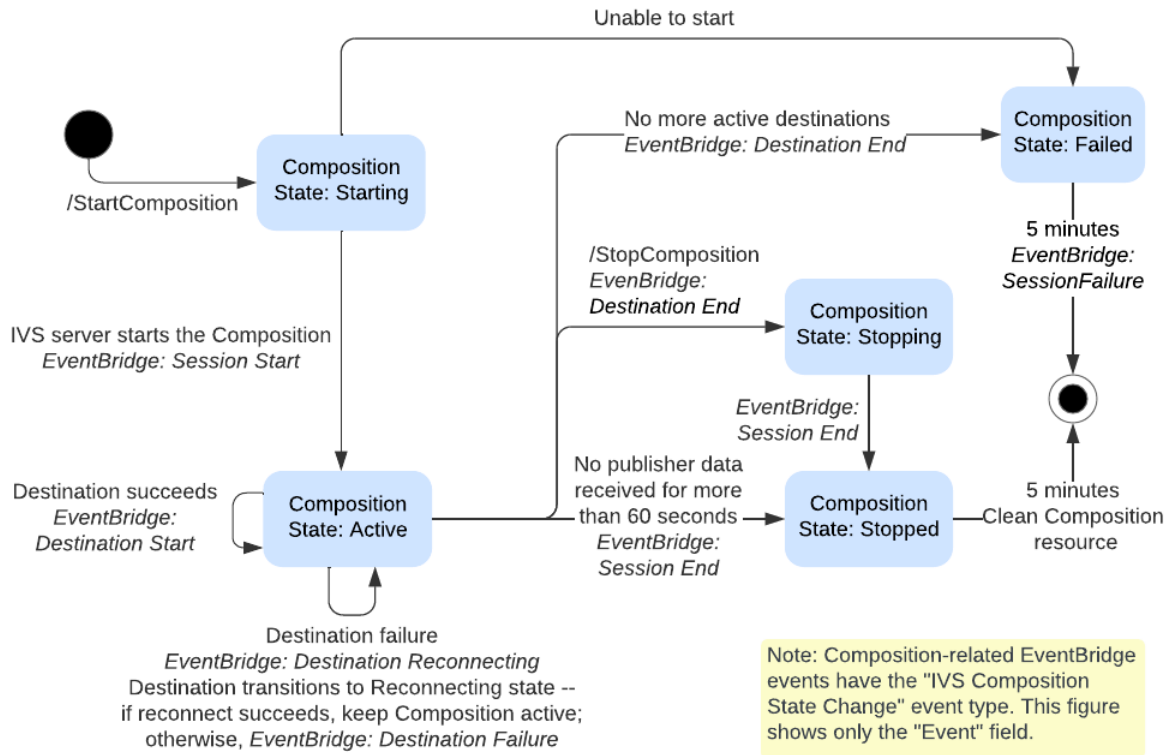 Unable to start
Composition
State: Failed
No more active destinations
EventBridge: Destination End
Composition
State: Starting
/StartComposition
5 minutes
EventBridge:
SessionFailure
/StopComposition
EvenBridge:
Destination End
Composition
State: Stopping
IVS server starts the Composition
EventBridge: Session Start
EventBridge:
Session End
Destination succeeds
EventBridge:
Destination Start
Composition
State: Active
No publisher data
received for more
than 60 seconds
EventBridge:
Session End
Composition
State: Stopped
5 minutes
Clean Composition
resource
Destination failure
EventBridge: Destination Reconnecting
Destination transitions to Reconnecting state --
if reconnect succeeds, keep Composition active;
otherwise, EventBridge: Destination Failure
Note: Composition-related EventBridge
events have the "IVS Composition
State Change" event type. This figure
shows only the "Event" field.